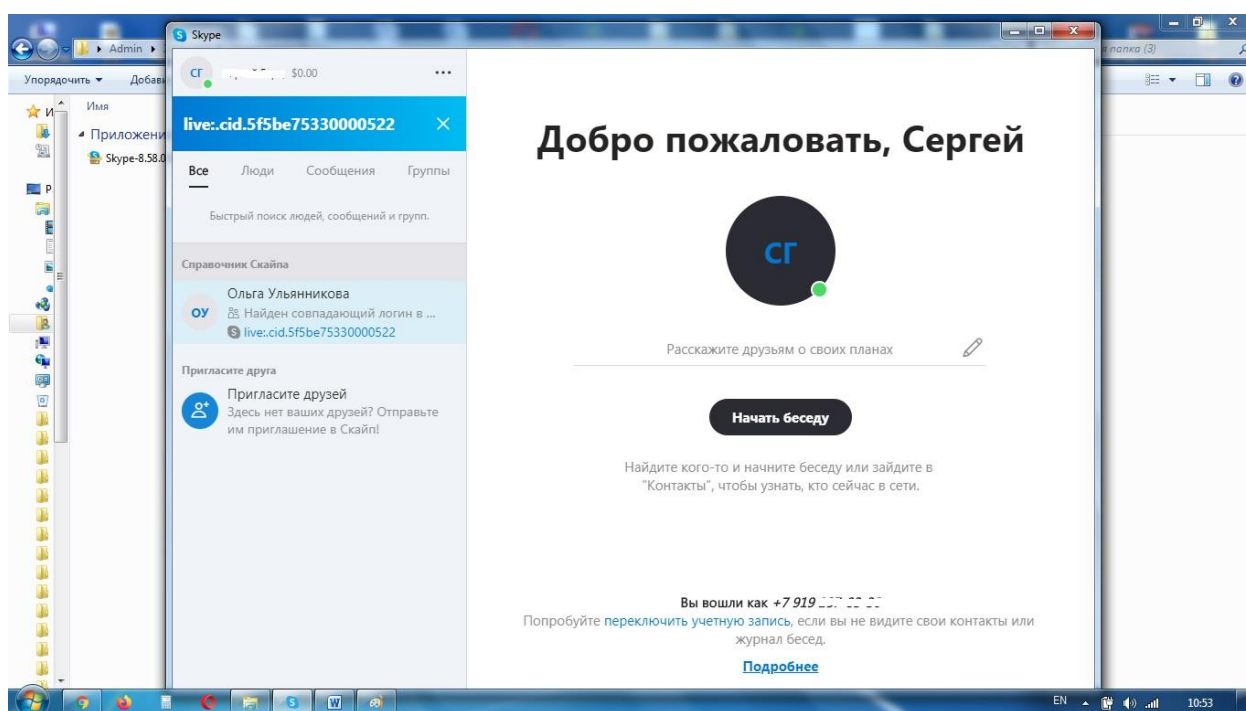 Skype
Admin
папка (3)
Упорядочить
Имя
Skype-8.58.0
СГ
$0.00
live:.cid.5f5be75330000522
Все Люди Сообщения Группы
Быстрый поиск людей, сообщений и групп.
Справочник Скайпа
ОУ
Ольга Ульянникова
Найден совпадающий логин в ...
live:.cid.5f5be75330000522
Пригласите друга
Пригласите друзей
Здесь нет ваших друзей? Отправьте
им приглашение в Скайп!
Добро пожаловать, Сергей
СГ
Расскажите друзьям о своих планах
Начать беседу
Найдите кого-то и начните беседу или зайдите в
"Контакты", чтобы узнать, кто сейчас в сети.
Вы вошли как +7 919
Попробуйте переключить учетную запись, если вы не видите свои контакты или
журнал бесед.
Подробнее
EN
10:53